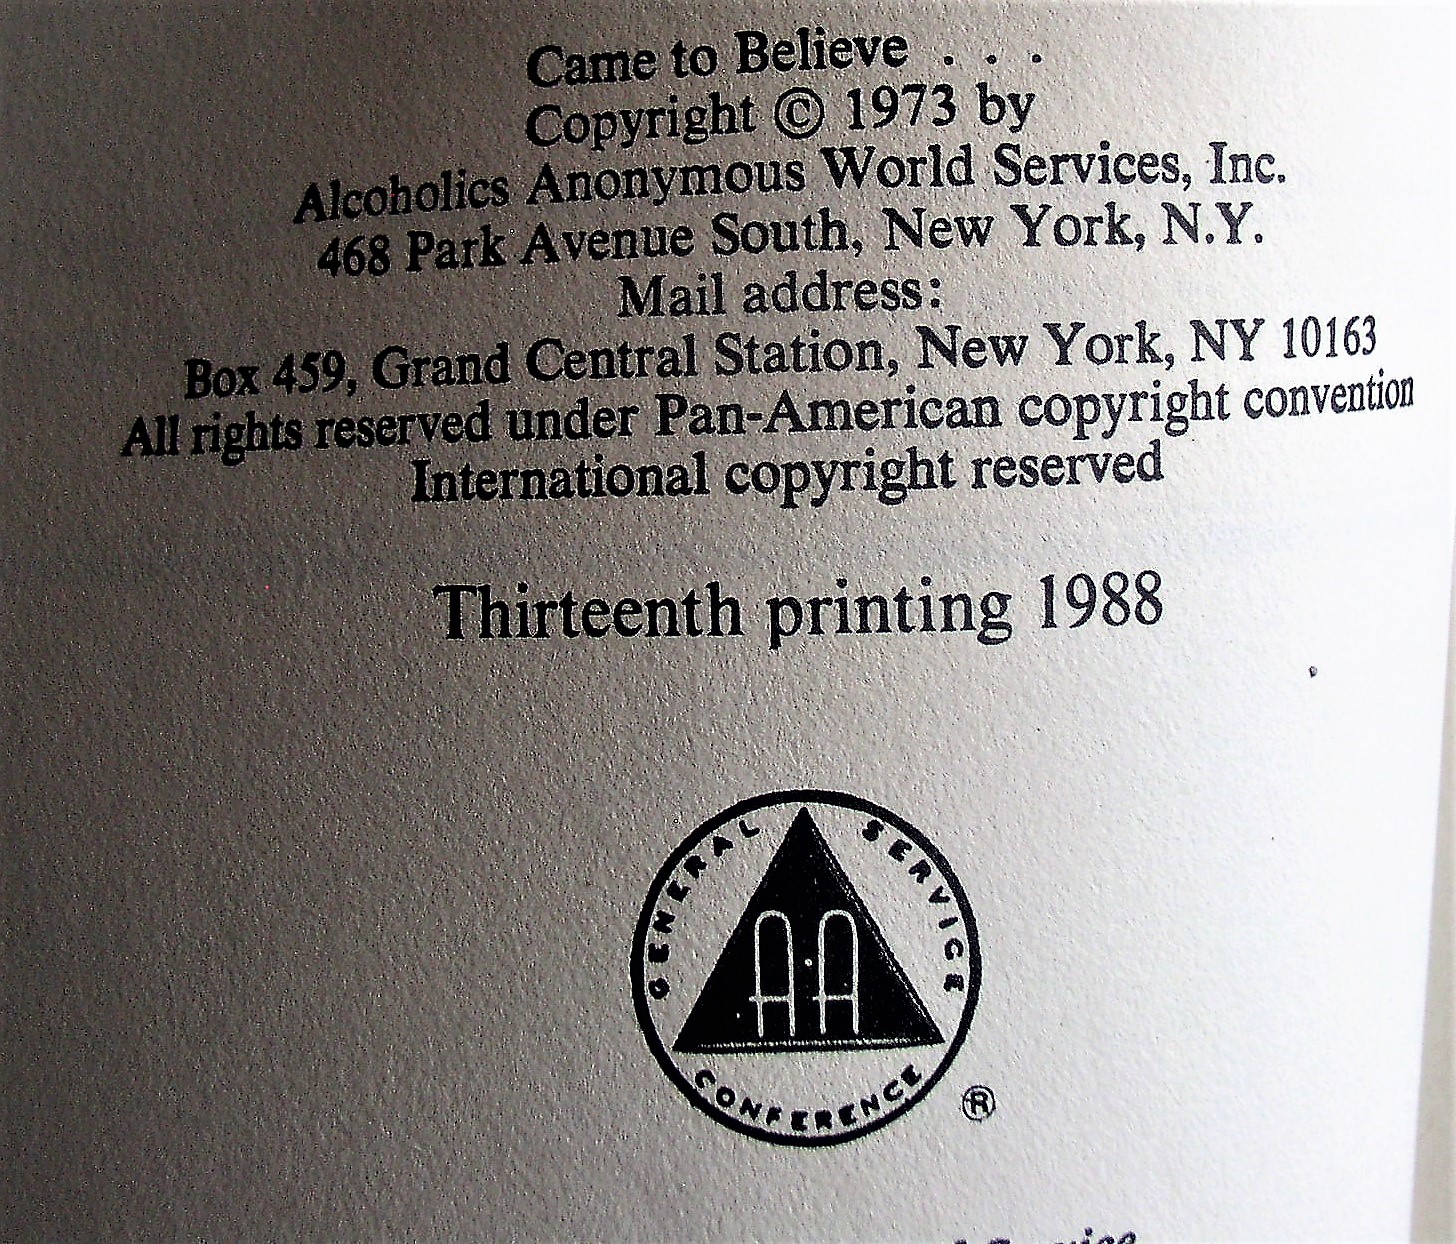 Came to Believe . . .
Copyright © 1973 by
Alcoholics Anonymous World Services, Inc.
468 Park Avenue South, New York, N.Y.
Mail address:
Box 459, Grand Central Station, New York, NY 10163
All rights reserved under Pan-American copyright convention
International copyright reserved
Thirteenth printing 1988
GENERAL SERVICE
A·A
CONFERENCE
®